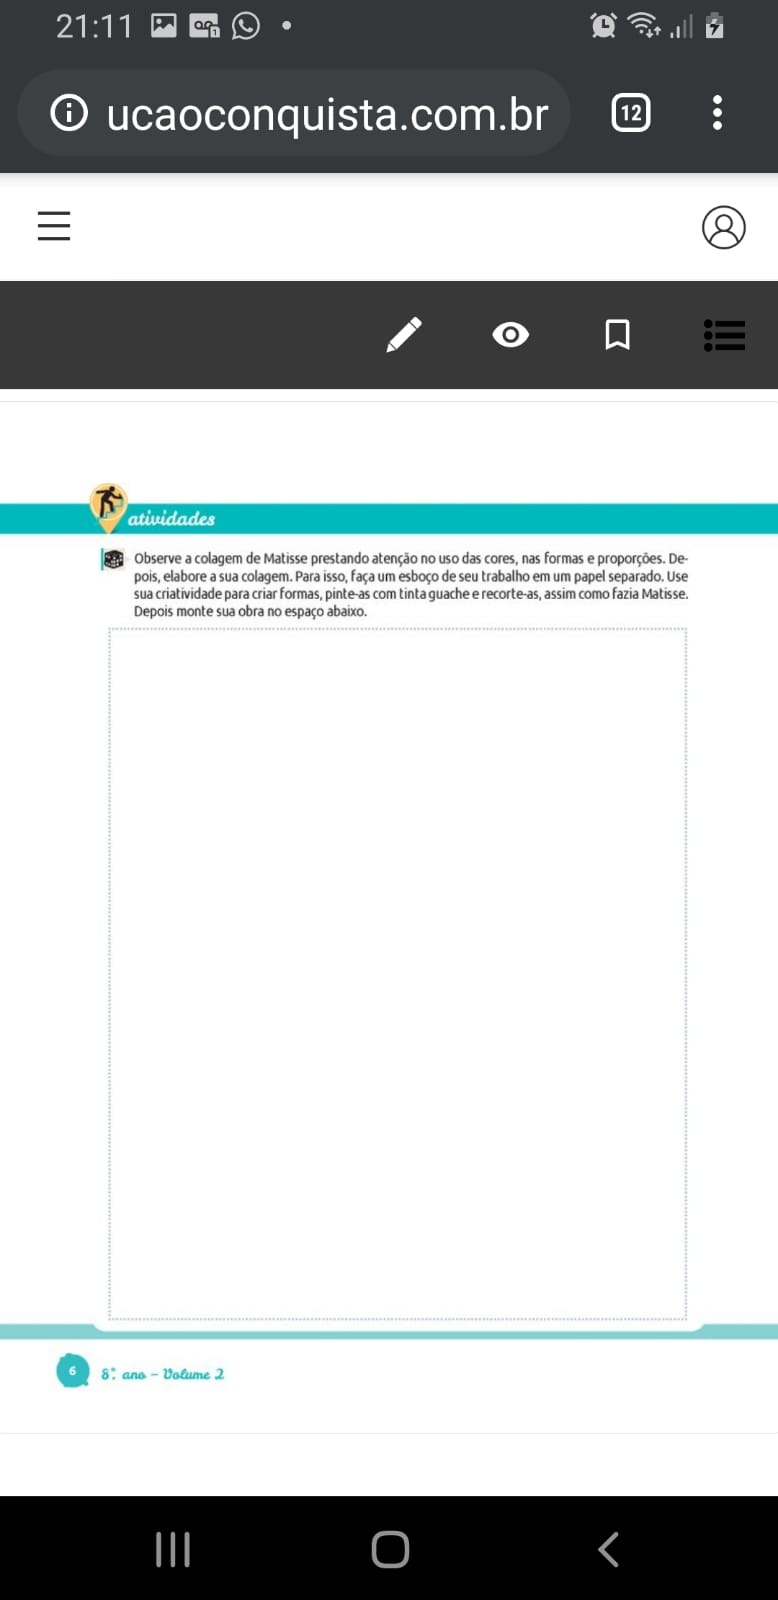 21:11
ucaoconquista.com.br
12
atividades
Observe a colagem de Matisse prestando atenção no uso das cores, nas formas e proporções. De-
pois, elabore a sua colagem. Para isso, faça um esboço de seu trabalho em um papel separado. Use
sua criatividade para criar formas, pinte-as com tinta guache e recorte-as, assim como fazia Matisse.
Depois monte sua obra no espaço abaixo.
6
8º. ano – Volume 2